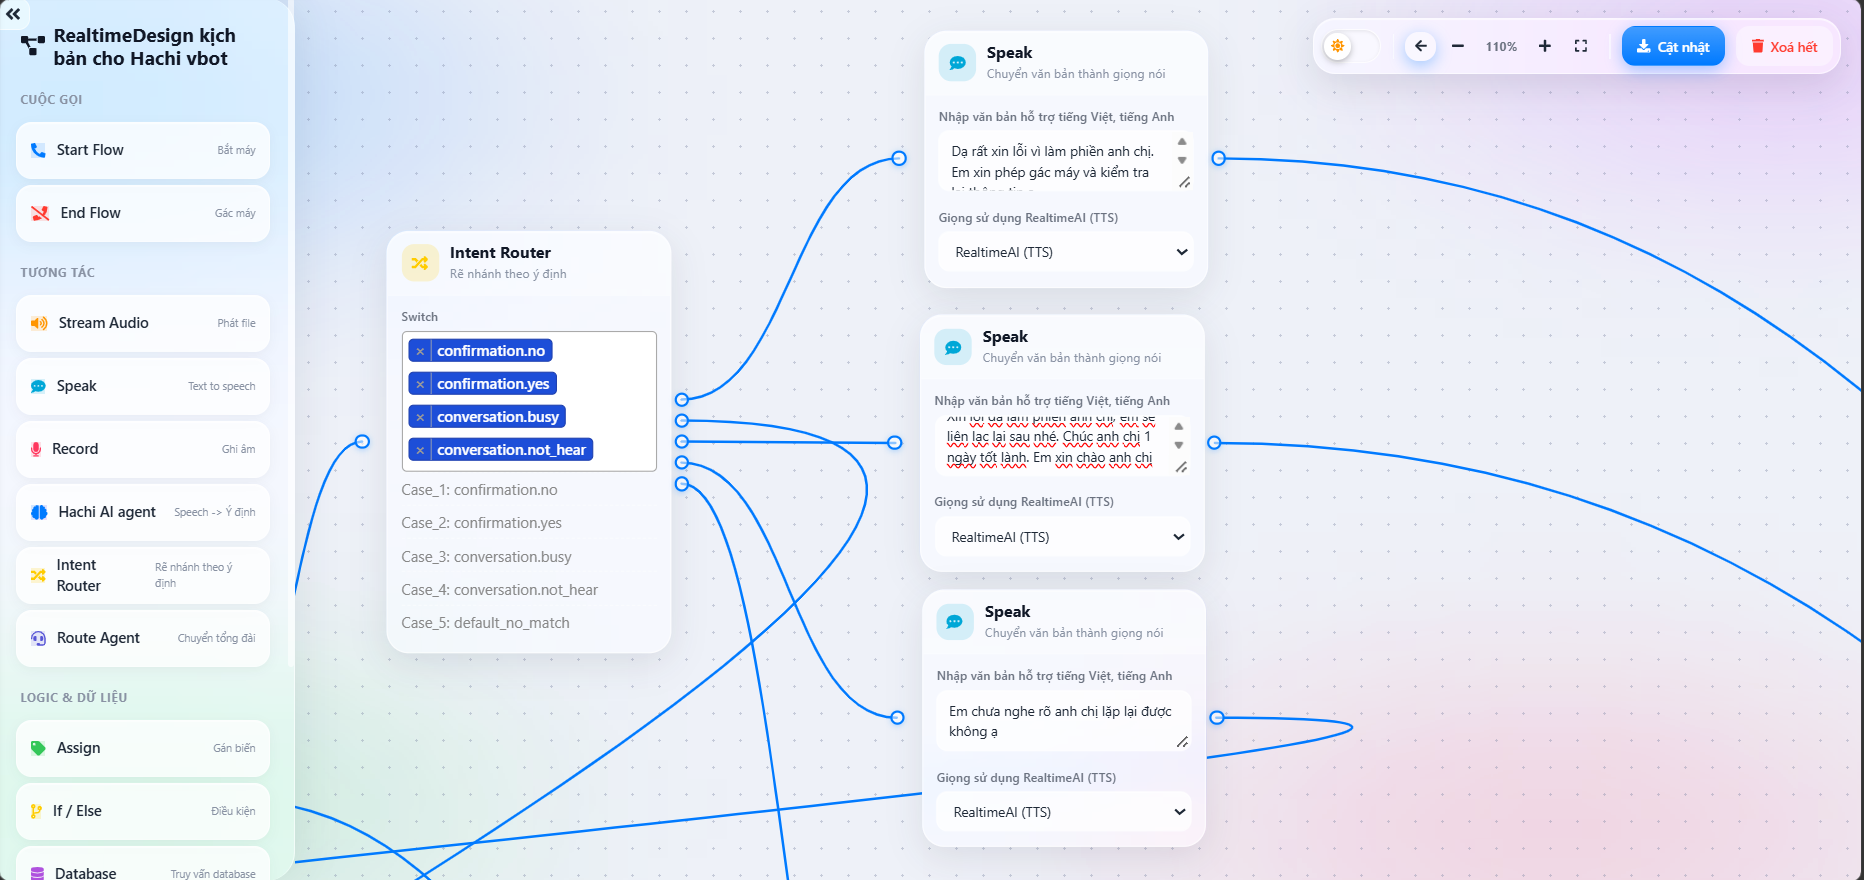 RealtimeDesign kịch
bản cho Hachi vbot
CUỘC GỌI
Start Flow
Bắt máy
End Flow
Gác máy
TƯƠNG TÁC
Stream Audio
Phát file
Speak
Text to speech
Record
Ghi âm
Hachi AI agent
Speech -> Ý định
Intent
Router
Rẽ nhánh theo ý
định
Route Agent
Chuyển tổng đài
LOGIC & DỮ LIỆU
Assign
Gán biến
If / Else
Điều kiện
Database
Truy vấn database
Intent Router
Rẽ nhánh theo ý định
Switch
× confirmation.no
× confirmation.yes
× conversation.busy
× conversation.not_hear
Case_1: confirmation.no
Case_2: confirmation.yes
Case_3: conversation.busy
Case_4: conversation.not_hear
Case_5: default_no_match
Speak
Chuyển văn bản thành giọng nói
Nhập văn bản hỗ trợ tiếng Việt, tiếng Anh
Dạ rất xin lỗi vì làm phiền anh chị.
Em xin phép gác máy và kiểm tra
Giọng sử dụng RealtimeAI (TTS)
RealtimeAI (TTS)
Speak
Chuyển văn bản thành giọng nói
Nhập văn bản hỗ trợ tiếng Việt, tiếng Anh
Xin lỗi đã làm phiền anh chị, em sẽ
liên lạc lại sau nhé. Chúc anh chị 1
ngày tốt lành. Em xin chào anh chị
Giọng sử dụng RealtimeAI (TTS)
RealtimeAI (TTS)
Speak
Chuyển văn bản thành giọng nói
Nhập văn bản hỗ trợ tiếng Việt, tiếng Anh
Em chưa nghe rõ anh chị lặp lại được
không ạ
Giọng sử dụng RealtimeAI (TTS)
RealtimeAI (TTS)
110%
Cật nhật
Xoá hết